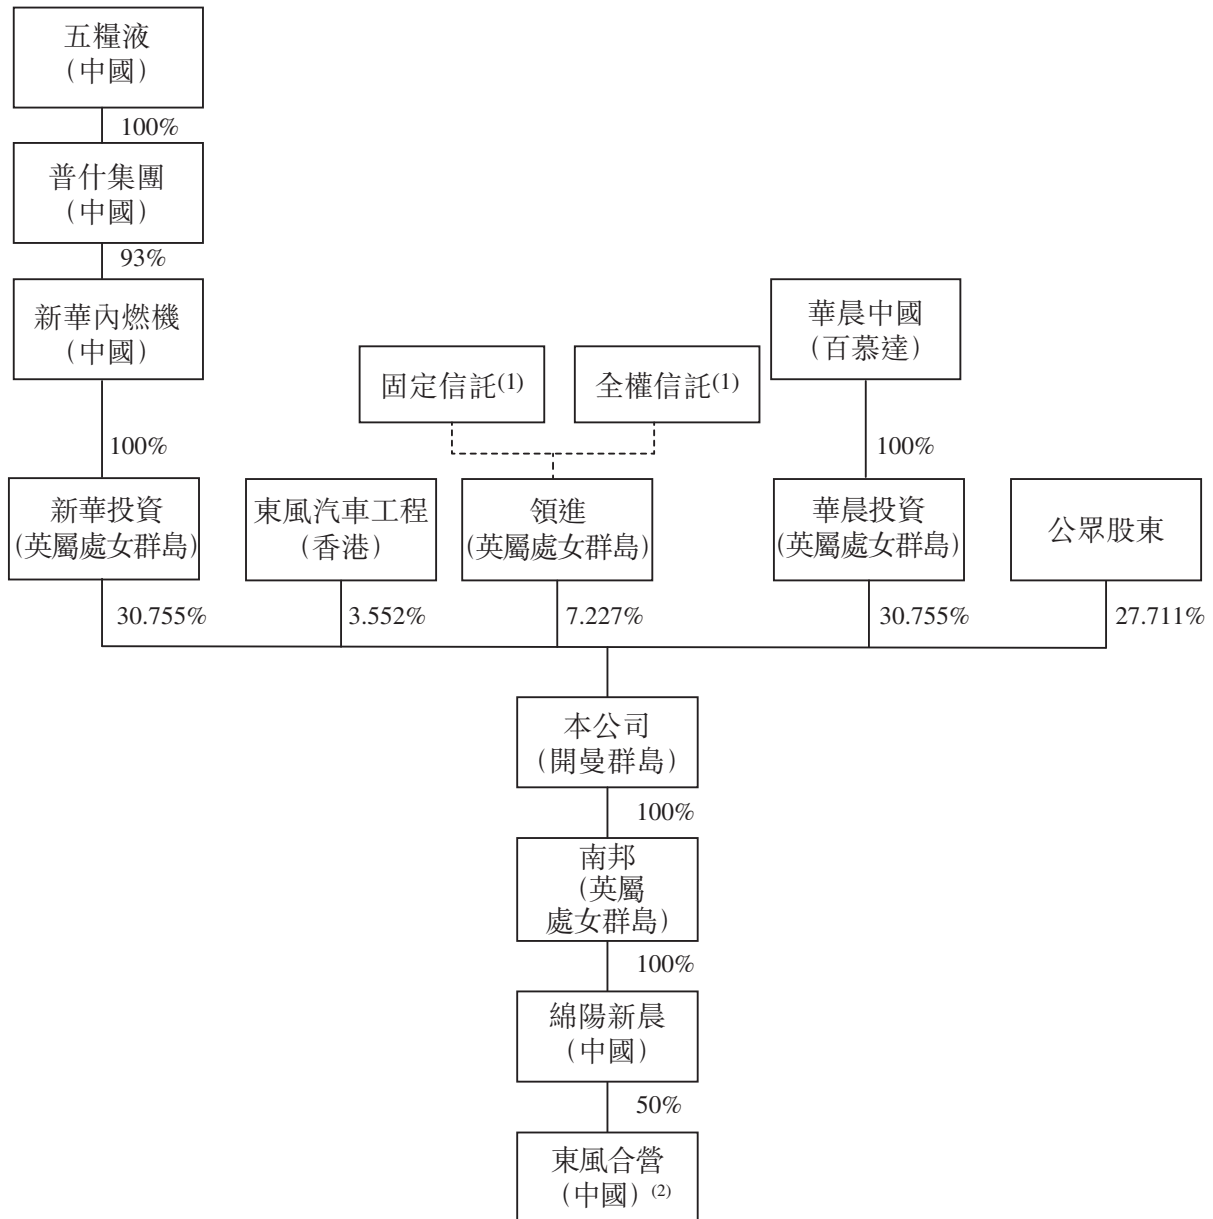 五糧液
（中國）
100%
普什集團
（中國）
93%
新華內燃機
（中國）
華晨中國
（百慕達）
固定信託(1)
全權信託(1)
100%
100%
新華投資
（英屬處女群島）
東風汽車工程
（香港）
領進
（英屬處女群島）
華晨投資
（英屬處女群島）
公眾股東
30.755%
3.552%
7.227%
30.755%
27.711%
本公司
（開曼群島）
100%
南邦
（英屬
處女群島）
100%
綿陽新晨
（中國）
50%
東風合營
（中國）(2)